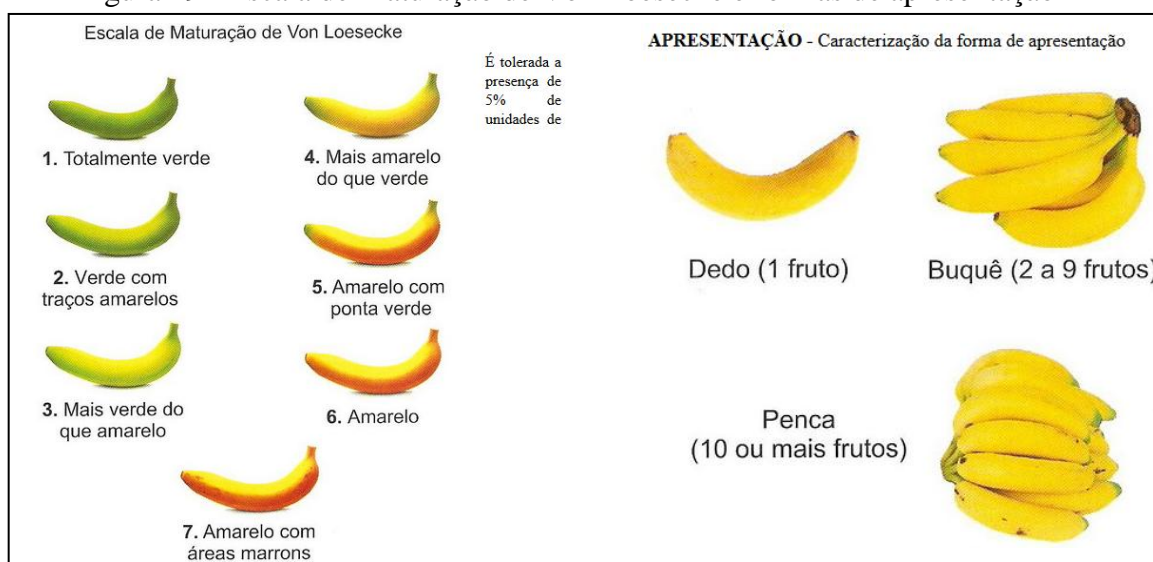 Escala de Maturação de Von Loesecke
1. Totalmente verde
2. Verde com
traços amarelos
3. Mais verde do
que amarelo
4. Mais amarelo
do que verde
5. Amarelo com
ponta verde
6. Amarelo
7. Amarelo com
áreas marrons
É tolerada a
presença de
5% de
unidades de
APRESENTAÇÃO - Caracterização da forma de apresentação
Dedo (1 fruto)
Buquê (2 a 9 frutos)
Penca
(10 ou mais frutos)